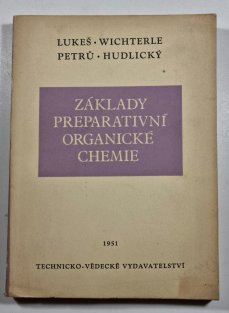 LUKEŠ • WICHTERLE
PETRŮ • HUDLICKÝ
ZÁKLADY
PREPARATIVNÍ
ORGANICKÉ
CHEMIE
1951
TECHNICKO-VĚDECKÉ VYDAVATELSTVÍ